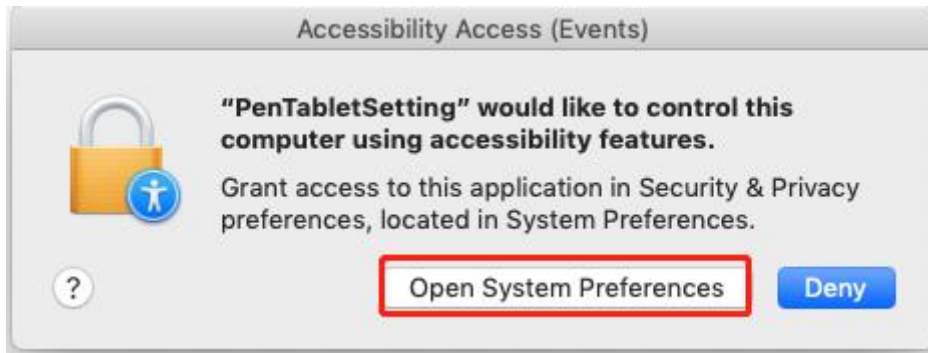 Accessibility Access (Events)
“PenTabletSetting” would like to control this
computer using accessibility features.
Grant access to this application in Security & Privacy
preferences, located in System Preferences.
?
Open System Preferences
Deny